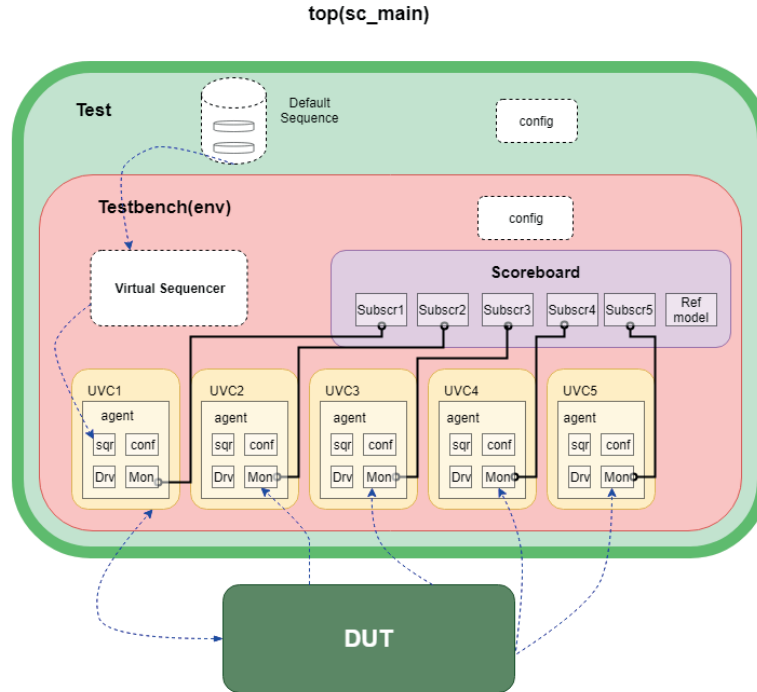 top(sc_main)
Test
Default
Sequence
config
Testbench(env)
config
Virtual Sequencer
Scoreboard
Subscr1
Subscr2
Subscr3
Subscr4
Subscr5
Ref
model
UVC1
agent
sqr
conf
Drv
Mon
UVC2
agent
sqr
conf
Drv
Mon
UVC3
agent
sqr
conf
Drv
Mon
UVC4
agent
sqr
conf
Drv
Mon
UVC5
agent
sqr
conf
Drv
Mon
DUT